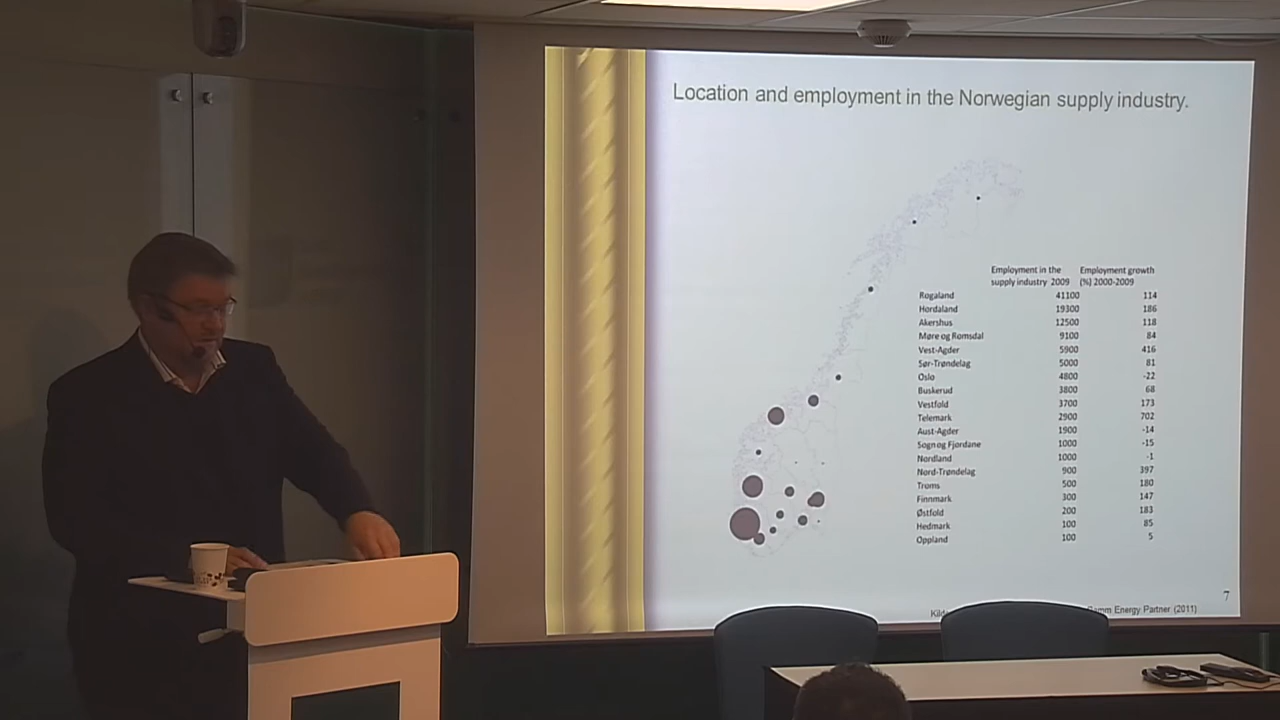 Location and employment in the Norwegian supply industry.
Employment in the Employment growth
supply industry 2009 (%) 2000-2009
Rogaland 41100 114
Hordaland 19300 186
Akershus 12500 118
Møre og Romsdal 9100 84
Vest-Agder 5900 416
Sør-Trøndelag 5000 81
Oslo 4800 -22
Buskerud 3800 68
Vestfold 3700 173
Telemark 2900 702
Aust-Agder 1900 -14
Sogn og Fjordane 1000 -15
Nordland 1000 -1
Nord-Trøndelag 900 397
Troms 500 180
Finnmark 300 147
Østfold 200 183
Hedmark 100 85
Oppland 100 5
7
Energy Partner (2011)